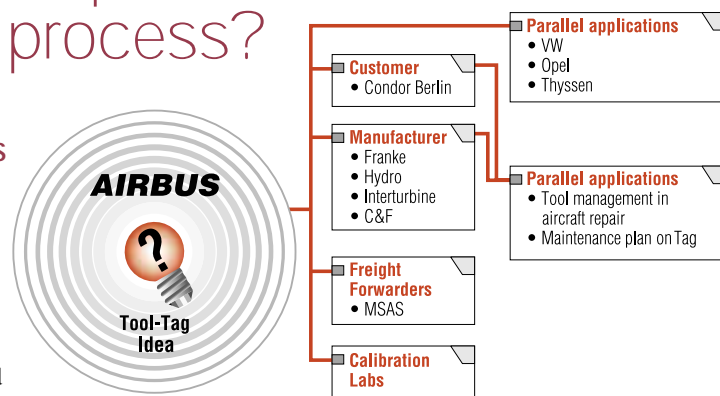 process?
AIRBUS
?
Tool-Tag
Idea
Customer
• Condor Berlin
Manufacturer
• Franke
• Hydro
• Interturbine
• C&F
Freight
Forwarders
• MSAS
Calibration
Labs
Parallel applications
• VW
• Opel
• Thyssen
Parallel applications
• Tool management in
aircraft repair
• Maintenance plan on Tag